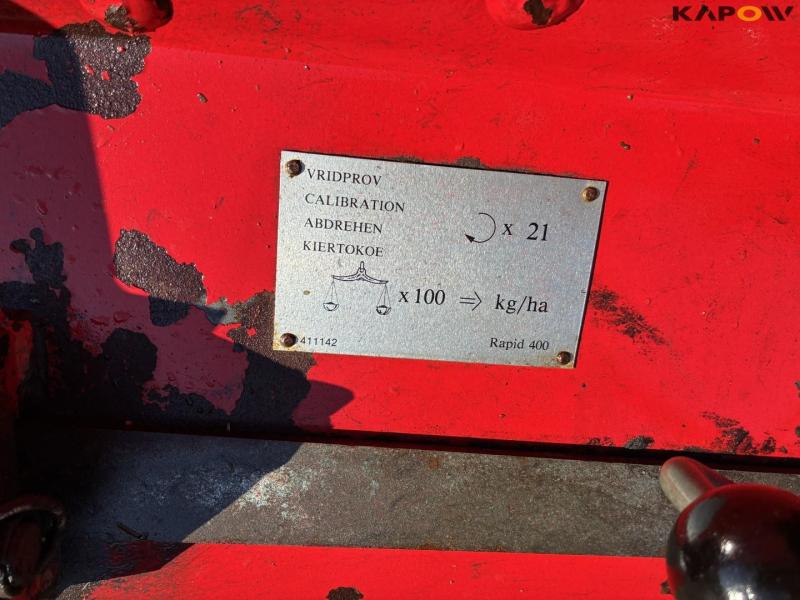 KAPOW
VRIDPROV
CALIBRATION
ABDREHEN
KIERTOKOE
x 21
x 100 ⇒ kg/ha
411142
Rapid 400